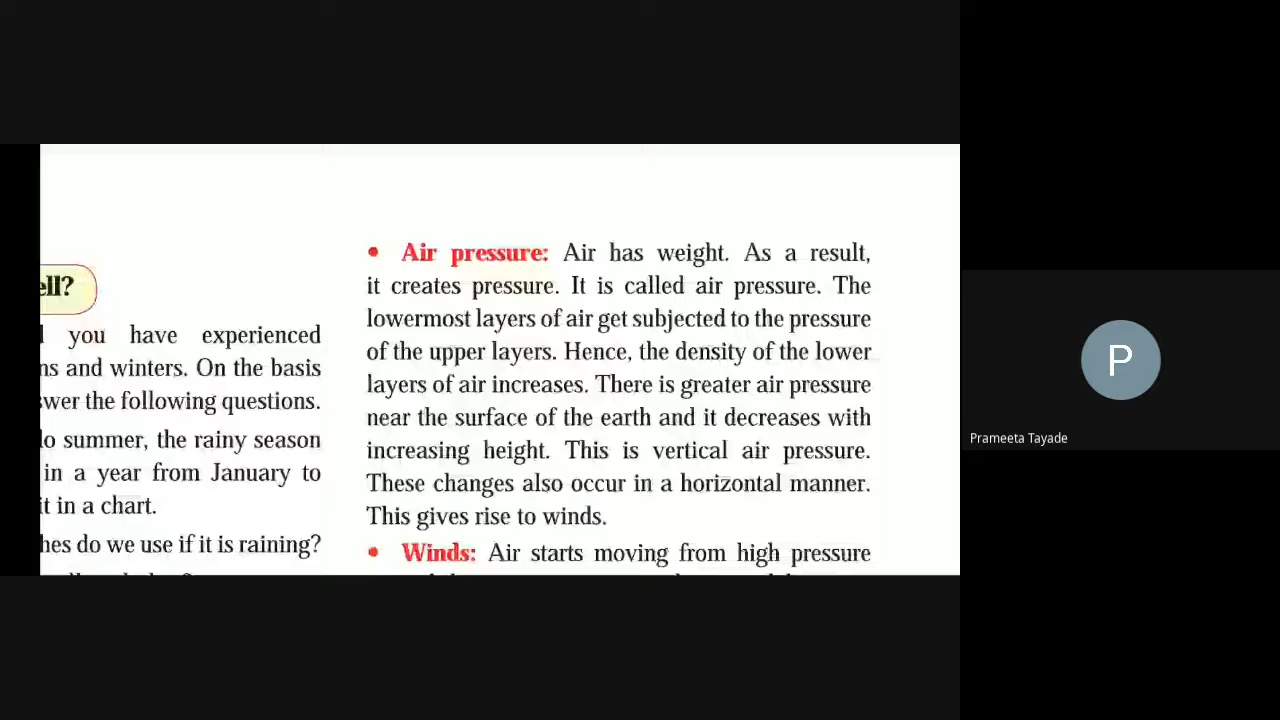 ell?
you have experienced
ns and winters. On the basis
swer the following questions.
lo summer, the rainy season
in a year from January to
it in a chart.
hes do we use if it is raining?
• Air pressure: Air has weight. As a result,
it creates pressure. It is called air pressure. The
lowermost layers of air get subjected to the pressure
of the upper layers. Hence, the density of the lower
layers of air increases. There is greater air pressure
near the surface of the earth and it decreases with
increasing height. This is vertical air pressure.
These changes also occur in a horizontal manner.
This gives rise to winds.
• Winds: Air starts moving from high pressure
P
Prameeta Tayade